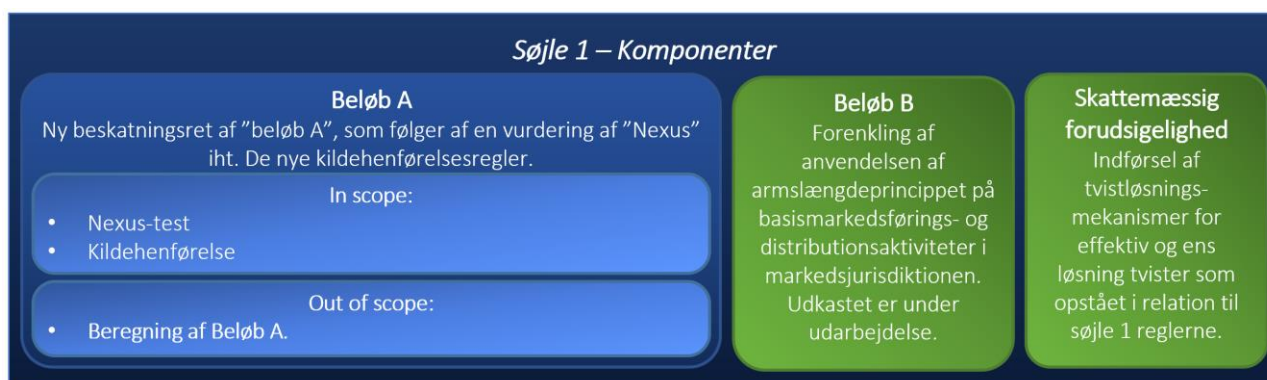 Søjle 1 – Komponenter
Beløb A
Ny beskatningsret af ”beløb A”, som følger af en vurdering af ”Nexus”
iht. De nye kildehenførelsesregler.
In scope:
• Nexus-test
• Kildehenførelse
Out of scope:
• Beregning af Beløb A.
Beløb B
Forenkling af
anvendelsen af
armslængdeprincippet på
basismarkedsførings- og
distributionsaktiviteter i
markedsjurisdiktionen.
Udkastet er under
udarbejdelse.
Skattemæssig
forudsigelighed
Indførsel af
tvistløsnings-
mekanismer for
effektiv og ens
løsning tvister som
opstået i relation til
søjle 1 reglerne.